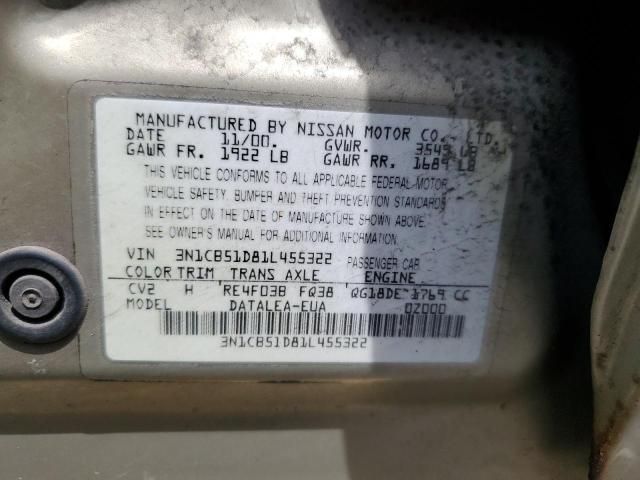 MANUFACTURED BY NISSAN MOTOR CO., LTD.
DATE 11/00. GVWR. 3549 LB
GAWR FR. 1922 LB GAWR RR. 1689 LB
THIS VEHICLE CONFORMS TO ALL APPLICABLE FEDERAL MOTOR
VEHICLE SAFETY, BUMPER AND THEFT PREVENTION STANDARDS
IN EFFECT ON THE DATE OF MANUFACTURE SHOWN ABOVE.
SEE OWNER'S MANUAL FOR ADDITIONAL INFORMATION.
VIN 3N1CB51D81L455322 PASSENGER CAR
COLOR TRIM TRANS AXLE ENGINE
CV2 H RE4F03B FQ38 QG18DE 1769 CC
MODEL DATALEA-EUA 0Z000
3N1CB51D81L455322